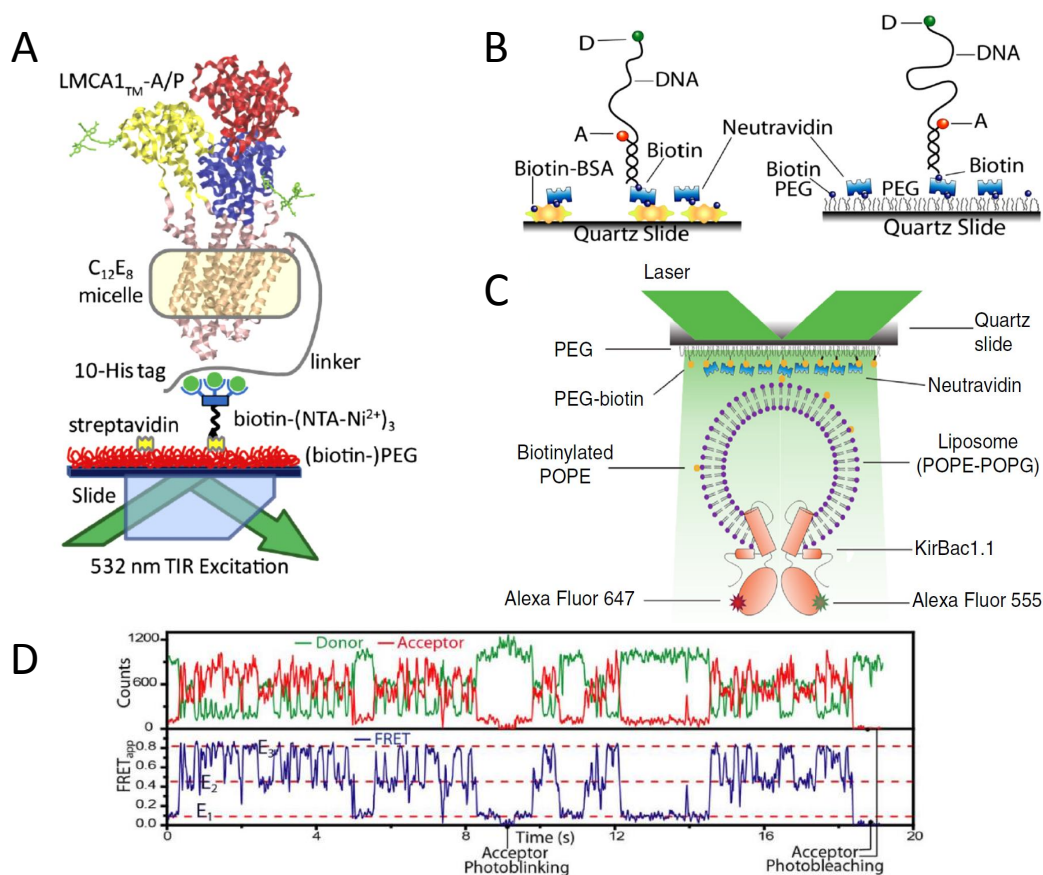 A
LMCA1TM-A/P
C12E8
micelle
linker
10-His tag
biotin-(NTA-Ni2+)3
streptavidin
(biotin-)PEG
Slide
532 nm TIR Excitation
B
D
DNA
A
Neutravidin
Biotin
Biotin-BSA
Quartz Slide
D
DNA
A
Biotin
Biotin
PEG
PEG
Quartz Slide
C
Laser
Quartz
slide
PEG
PEG-biotin
Neutravidin
Biotinylated
POPE
Liposome
(POPE-POPG)
KirBac1.1
Alexa Fluor 647
Alexa Fluor 555
D
1200
600
0
Counts
Donor
Acceptor
FRET
FRETapp
0.8
0.6
0.4
0.2
0.0
E3
E2
E1
0
4
8
12
16
20
Time (s)
Acceptor
Photoblinking
Acceptor
Photobleaching